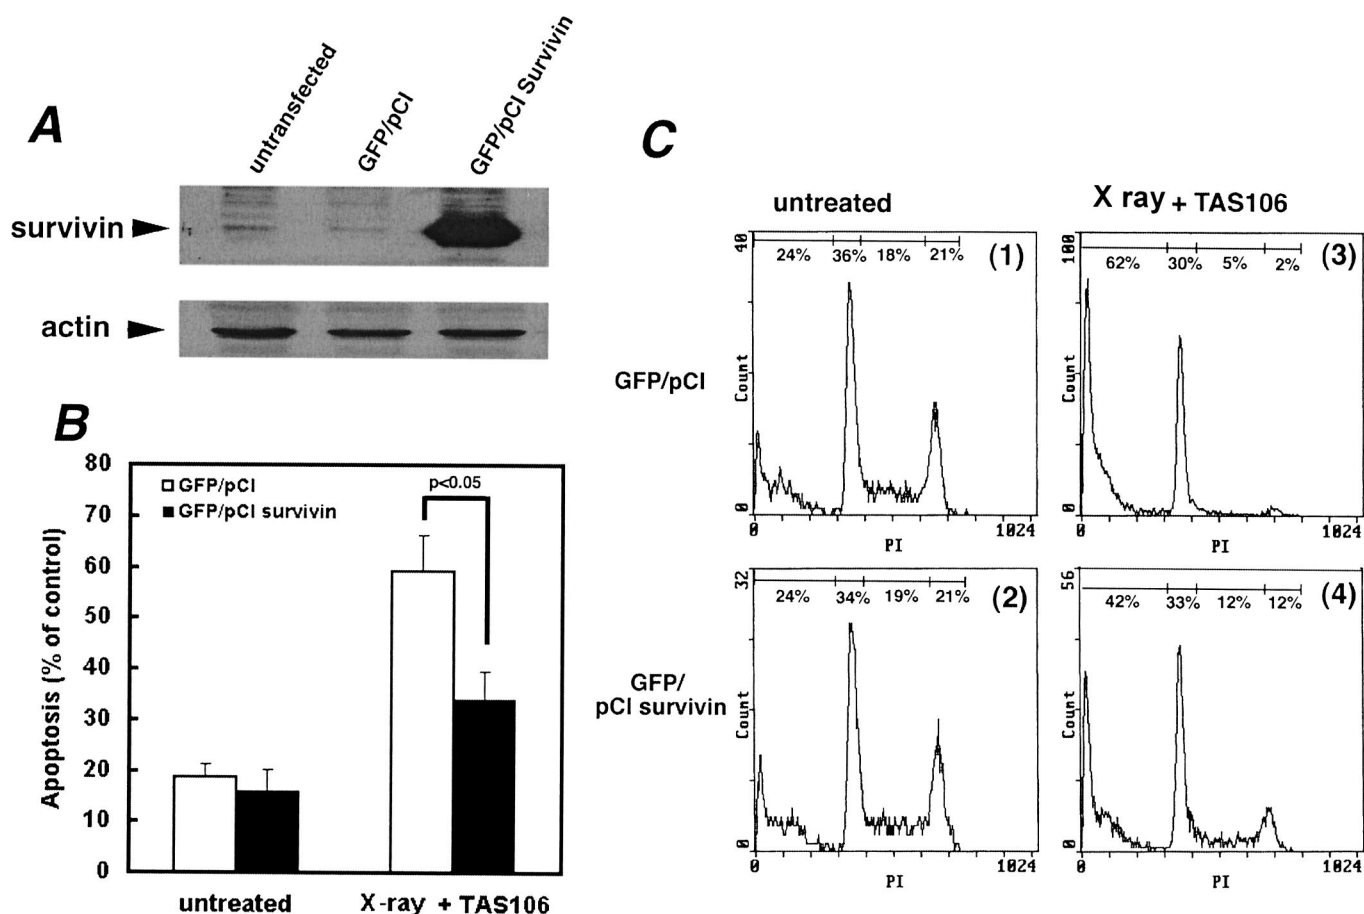 A
untransfected
GFP/pCI
GFP/pCI Survivin
survivin
actin
B
Apoptosis (% of control)
80
70
60
50
40
30
20
10
0
GFP/pCI
GFP/pCI survivin
p<0.05
untreated
X-ray + TAS106
C
untreated
X ray + TAS106
GFP/pCI
40
24% 36% 18% 21%
(1)
Count
0
0 1024
PI
100
62% 30% 5% 2%
(3)
Count
0
0 1024
PI
GFP/
pCI survivin
32
24% 34% 19% 21%
(2)
Count
0
0 1024
PI
56
42% 33% 12% 12%
(4)
Count
0
0 1024
PI